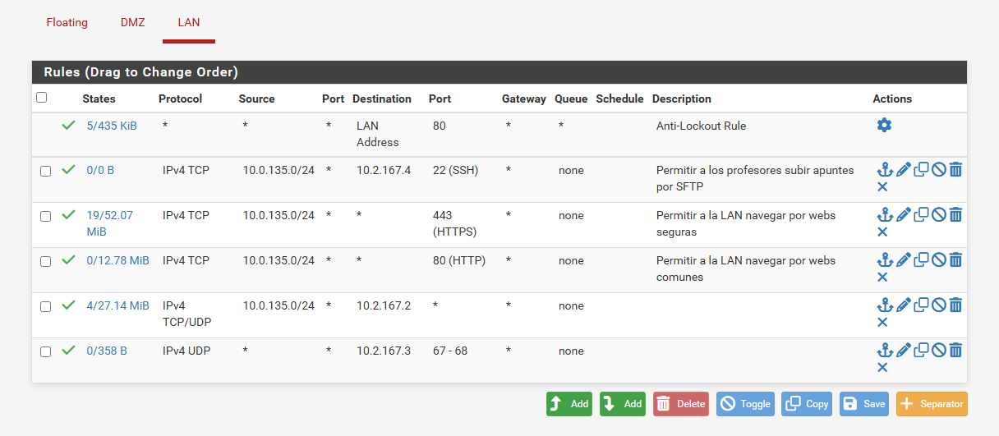 Floating DMZ LAN
Rules (Drag to Change Order)
States Protocol Source Port Destination Port Gateway Queue Schedule Description Actions
5/435 KiB * * * LAN 80 * * Anti-Lockout Rule
Address
0/0 B IPv4 TCP 10.0.135.0/24 * 10.2.167.4 22 (SSH) * none Permitir a los profesores subir apuntes
por SFTP
19/52.07 IPv4 TCP 10.0.135.0/24 * * 443 * none Permitir a la LAN navegar por webs
MiB (HTTPS) seguras
0/12.78 MiB IPv4 TCP 10.0.135.0/24 * * 80 (HTTP) * none Permitir a la LAN navegar por webs
comunes
4/27.14 MiB IPv4 10.0.135.0/24 * 10.2.167.2 * * none
TCP/UDP
0/358 B IPv4 UDP * * 10.2.167.3 67 - 68 * none
Add Add Delete Toggle Copy Save Separator